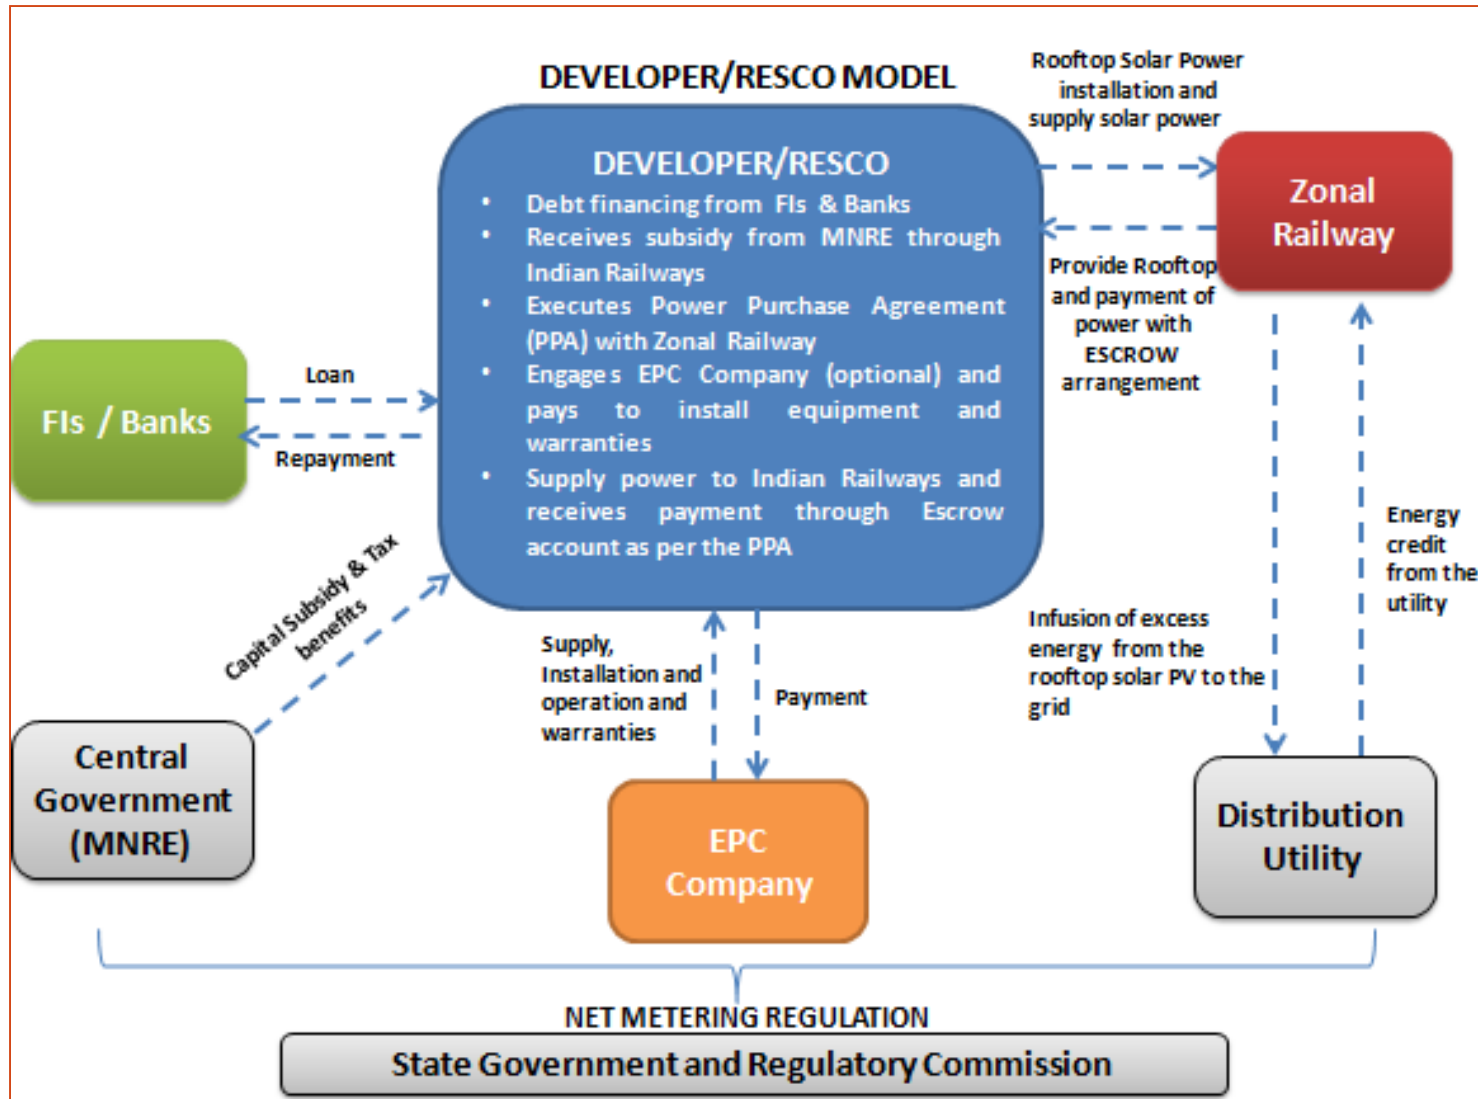 DEVELOPER/RESCO MODEL
Rooftop Solar Power
installation and
supply solar power
DEVELOPER/RESCO
• Debt financing from FIs & Banks
• Receives subsidy from MNRE through
Indian Railways
• Executes Power Purchase Agreement
(PPA) with Zonal Railway
• Engages EPC Company (optional) and
pays to install equipment and
warranties
• Supply power to Indian Railways and
receives payment through Escrow
account as per the PPA
Zonal
Railway
Provide Rooftop
and payment of
power with
ESCROW
arrangement
FIs / Banks
Loan
Repayment
Capital Subsidy & Tax
benefits
Central
Government
(MNRE)
Supply,
Installation and
operation and
warranties
Payment
EPC
Company
Infusion of excess
energy from the
rooftop solar PV to the
grid
Energy
credit
from the
utility
Distribution
Utility
NET METERING REGULATION
State Government and Regulatory Commission